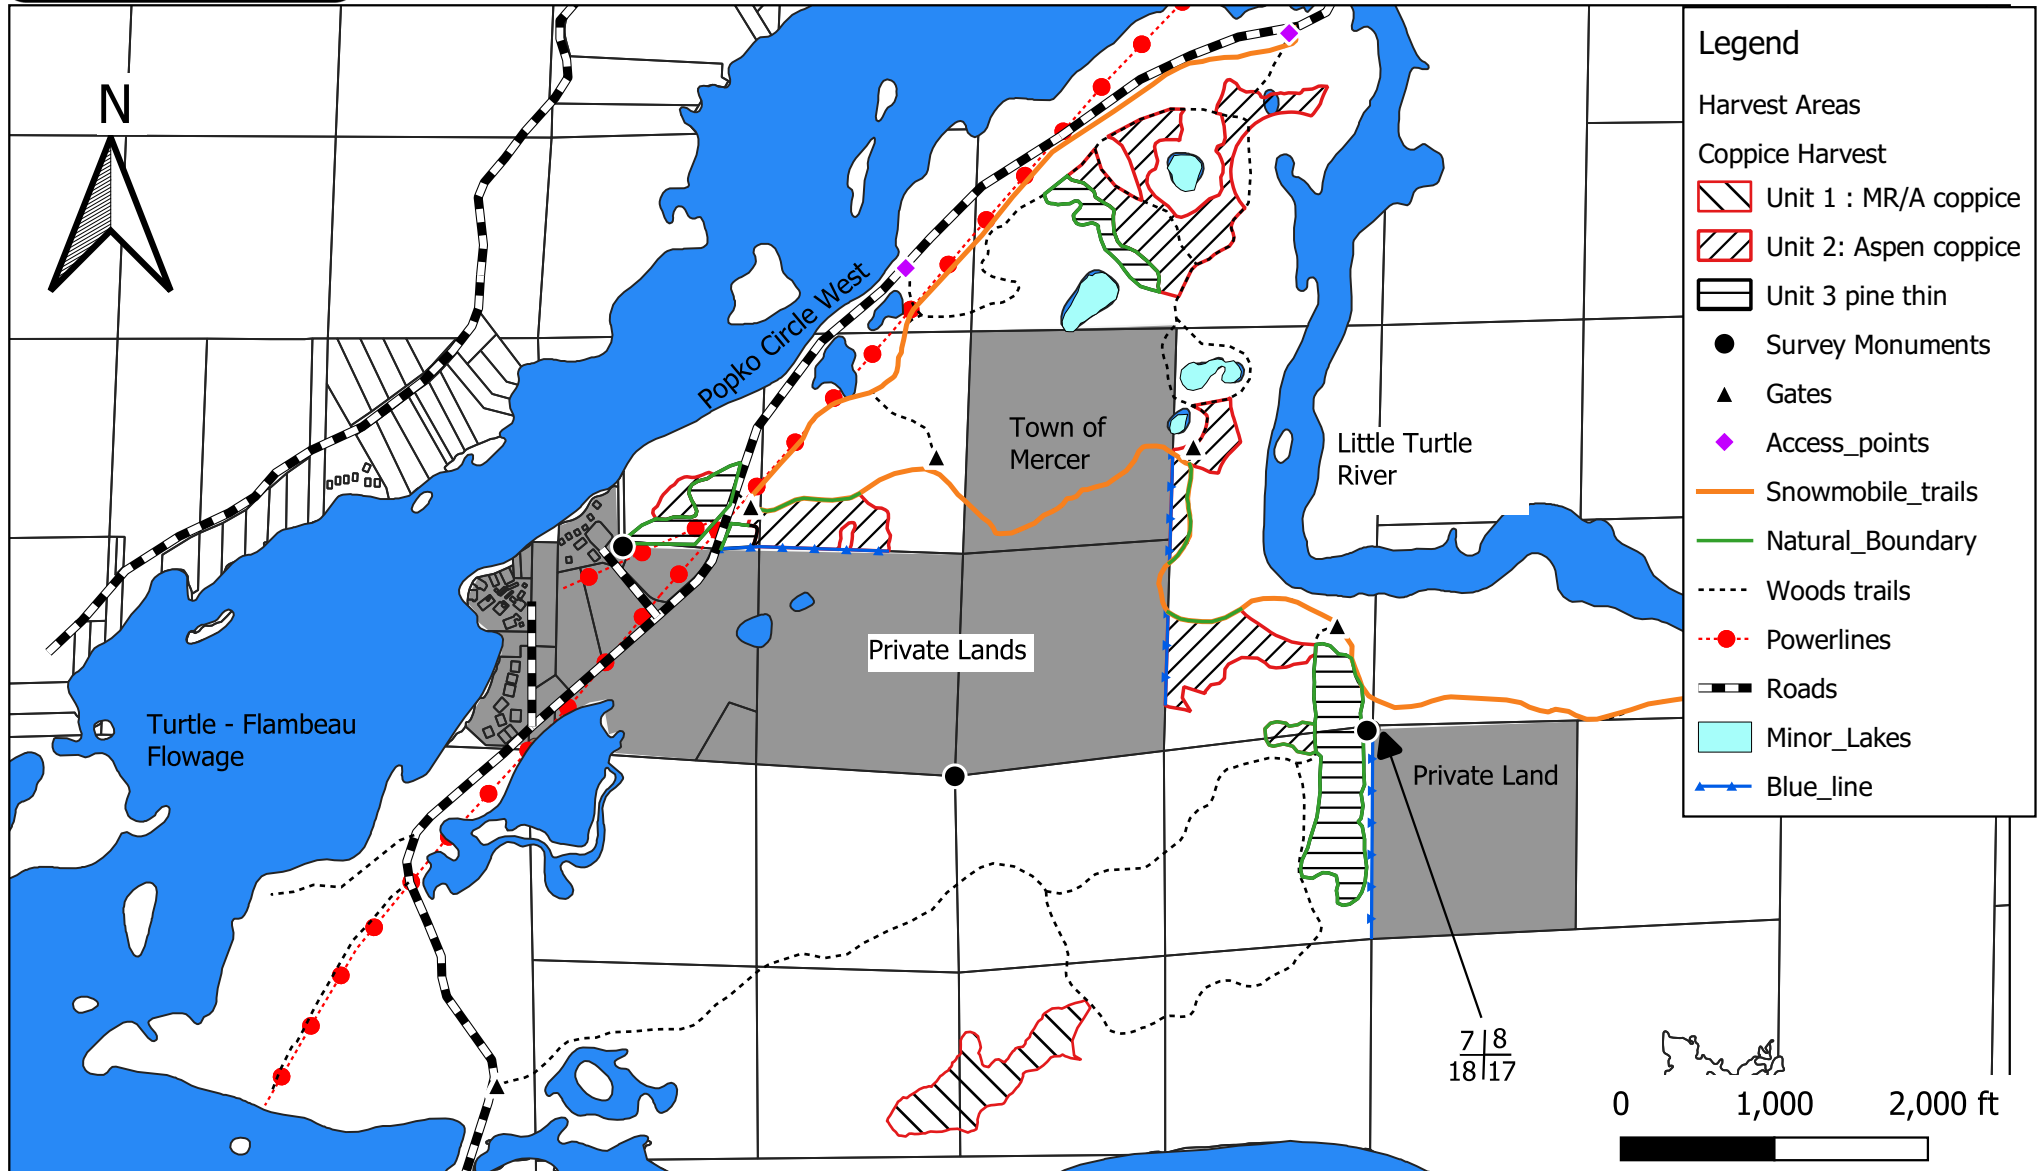 N
Popko Circle West
Town of
Mercer
Little Turtle
River
Private Lands
Turtle - Flambeau
Flowage
Private Land
7 8
18 17
0 1,000 2,000 ft
Legend
Harvest Areas
Coppice Harvest
Unit 1 : MR/A coppice
Unit 2: Aspen coppice
Unit 3 pine thin
Survey Monuments
Gates
Access_points
Snowmobile_trails
Natural_Boundary
Woods trails
Powerlines
Roads
Minor_Lakes
Blue_line